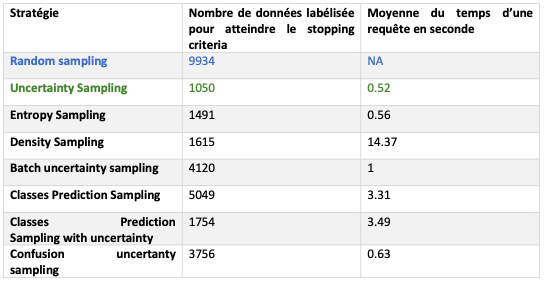 Stratégie
Nombre de données labélisée
pour atteindre le stopping
criteria
Moyenne du temps d'une
requête en seconde
Random sampling
9934
NA
Uncertainty Sampling
1050
0.52
Entropy Sampling
1491
0.56
Density Sampling
1615
14.37
Batch uncertainty sampling
4120
1
Classes Prediction Sampling
5049
3.31
Classes Prediction
Sampling with uncertainty
1754
3.49
Confusion uncertanty
sampling
3756
0.63